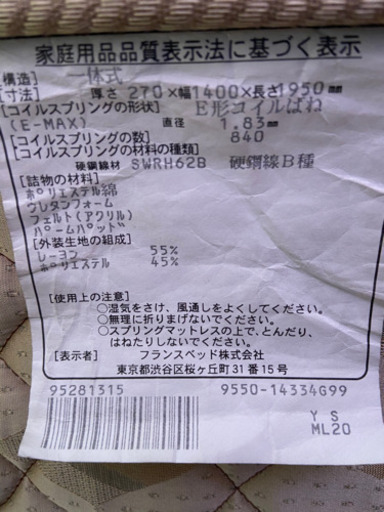 家庭用品品質表示法に基づく表示
[構造] 一体式
[寸法] 厚さ 270×幅1400×長さ1950mm
[コイルスプリングの形状] E形コイルばね
(E-MAX) 直径 1.83mm
[コイルスプリングの数] 840
[コイルスプリングの材料の種類]
硬鋼線材 SWRH62B 硬鋼線B種
[詰物の材料]
ポリエステル綿
ウレタンフォーム
フェルト(アクリル)
パームパッド
[外装生地の組成]
レーヨン 55%
ポリエステル 45%
[使用上の注意]
○湿気をさけ、風通しをよくしてください。
○無理に折りまげないでください。
○スプリングマットレスの上で、とんだり、
はねたりしないでください。
[表示者] フランスベッド株式会社
東京都渋谷区桜ヶ丘町31番15号
95281315 9550-14334G99
YS
ML20